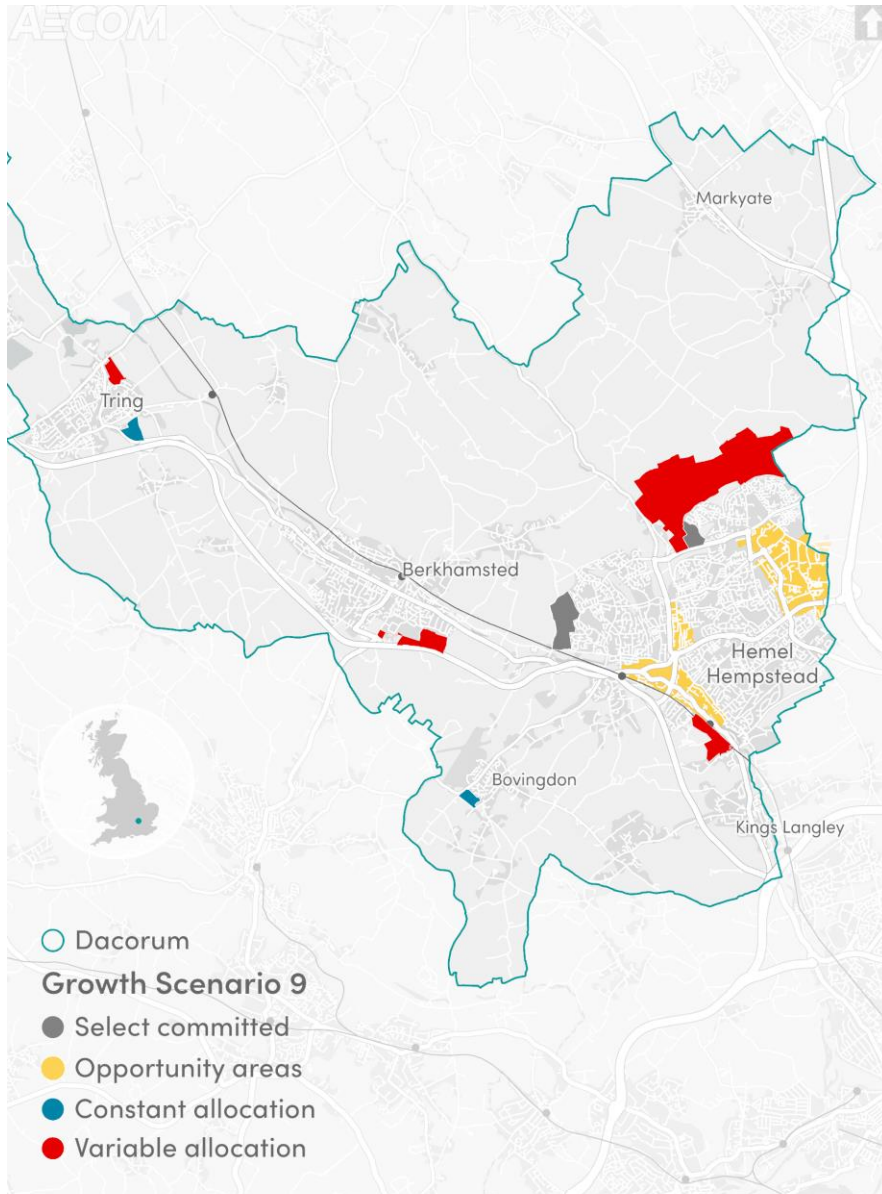 AECOM
Markyate
Tring
Berkhamsted
Hemel
Hempstead
Bovingdon
Kings Langley
Dacorum
Growth Scenario 9
Select committed
Opportunity areas
Constant allocation
Variable allocation